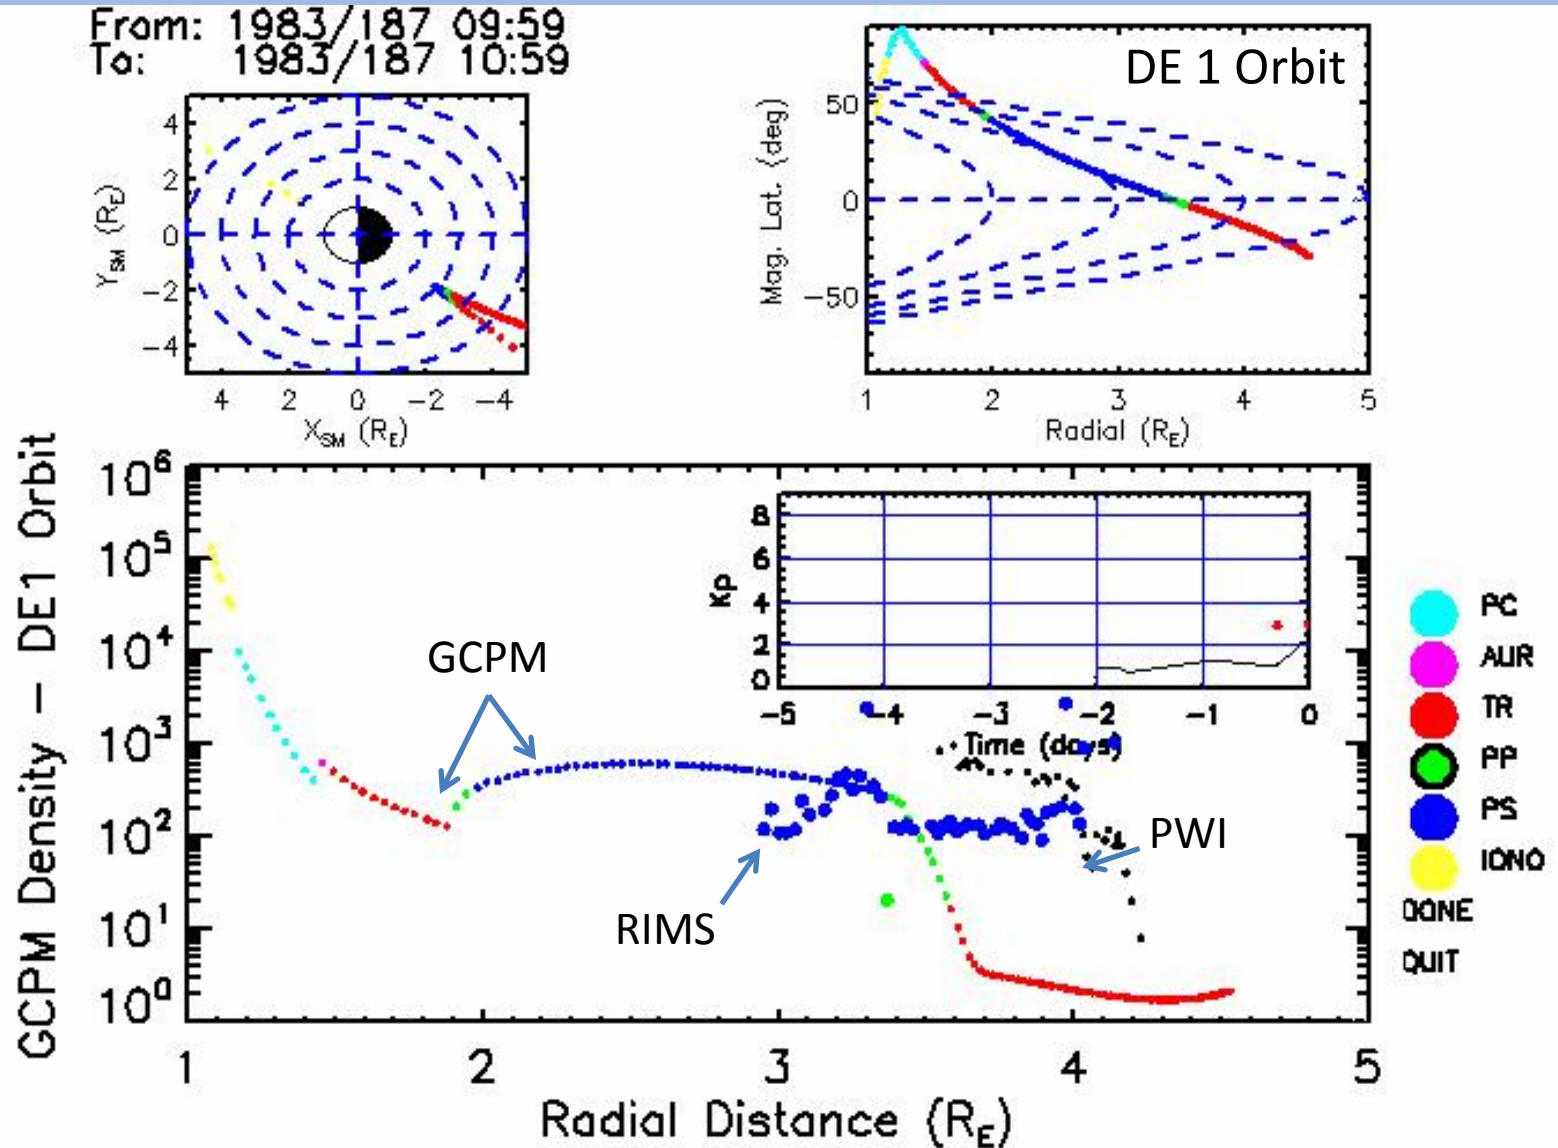 From: 1983/187 09:59
To: 1983/187 10:59
DE 1 Orbit
4
2
0
−2
−4
Y_SM (R_E)
4 2 0 −2 −4
X_SM (R_E)
50
0
−50
Mag. Lat. (deg)
1 2 3 4 5
Radial (R_E)
GCPM Density − DE1 Orbit
10^6
10^5
10^4
10^3
10^2
10^1
10^0
8
6
4
2
0
Kp
−5 −4 −3 −2 −1 0
Time (days)
GCPM
RIMS
PWI
PC
AUR
TR
PP
PS
IONO
DONE
QUIT
1 2 3 4 5
Radial Distance (R_E)